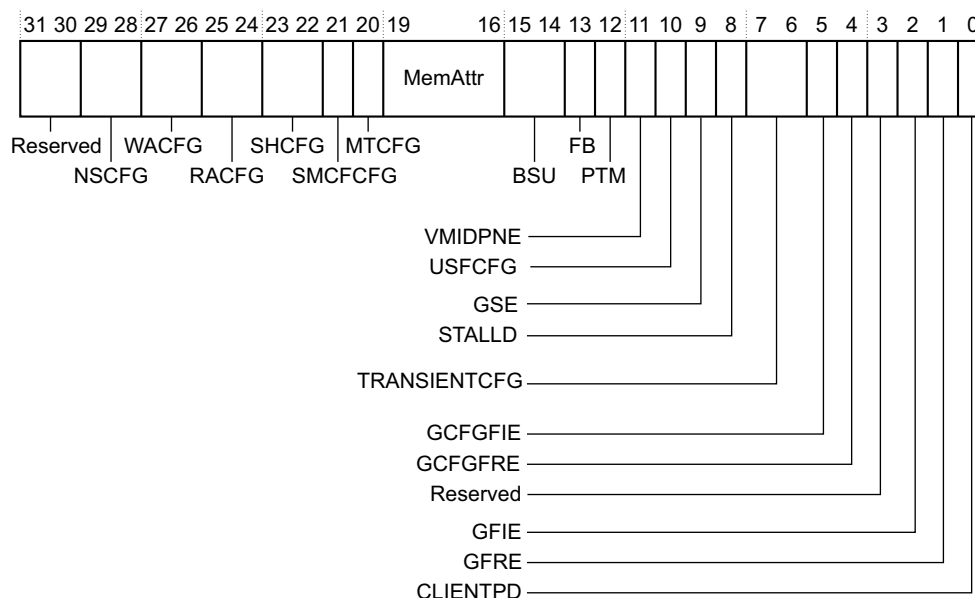 31 30 29 28 27 26 25 24 23 22 21 20 19 16 15 14 13 12 11 10 9 8 7 6 5 4 3 2 1 0
MemAttr
Reserved WACFG SHCFG MTCFG FB
NSCFG RACFG SMCFCFG BSU PTM
VMIDPNE
USFCFG
GSE
STALLD
TRANSIENTCFG
GCFGFIE
GCFGFRE
Reserved
GFIE
GFRE
CLIENTPD